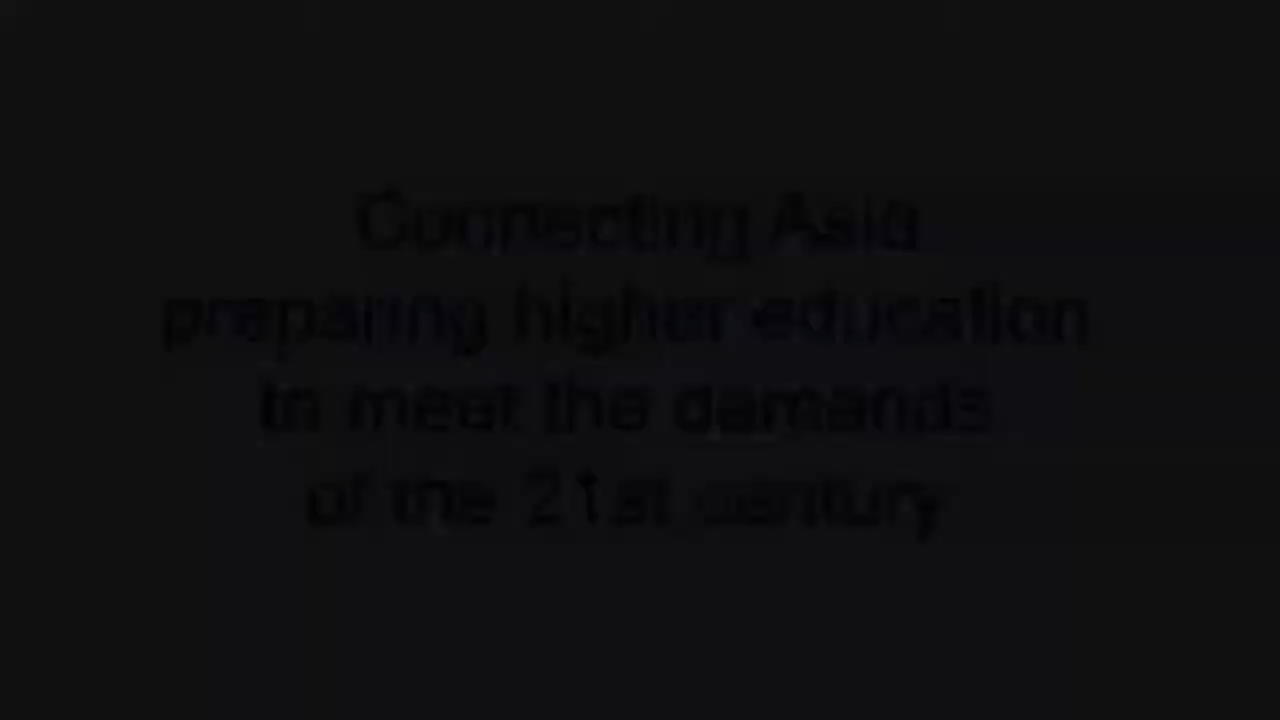 Connecting Asia
preparing higher education
to meet the demands
of the 21st century